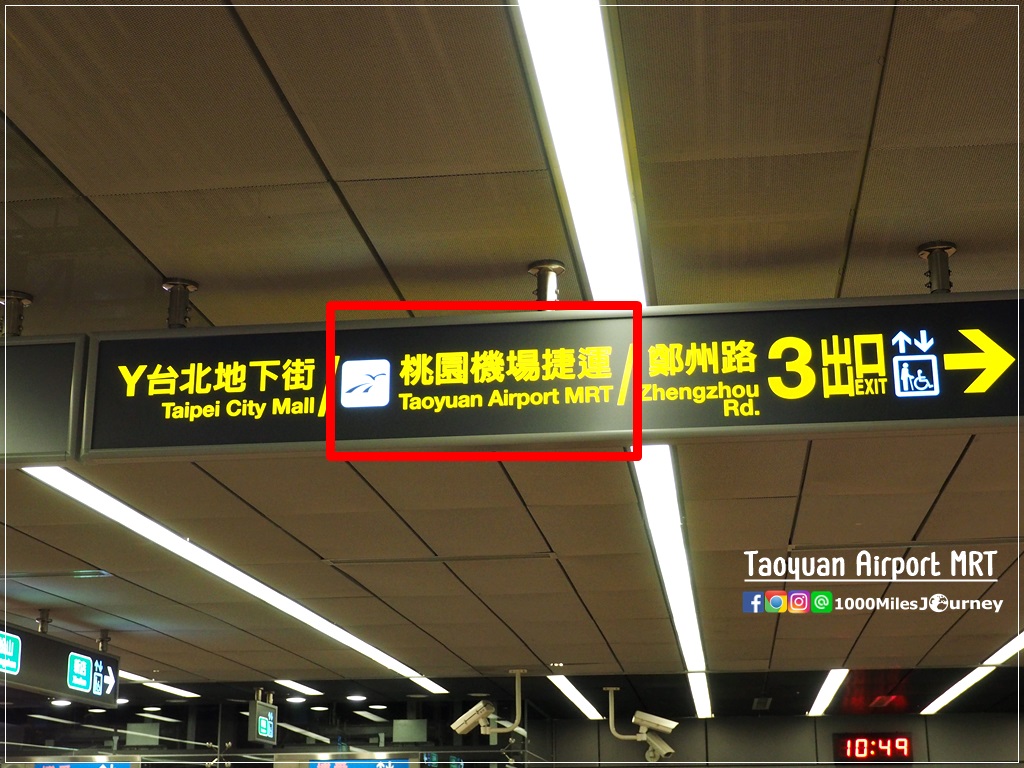 Y台北地下街
Taipei City Mall
/
桃園機場捷運
Taoyuan Airport MRT
/
鄭州路
Zhengzhou
Rd.
3出口
EXIT
Taoyuan Airport MRT
1000MilesJourney
10:49